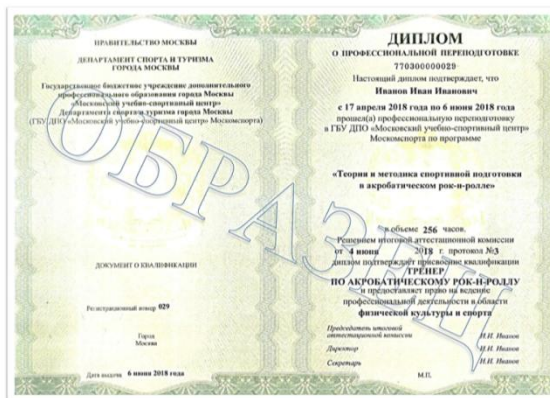 ПРАВИТЕЛЬСТВО МОСКВЫ
ДЕПАРТАМЕНТ СПОРТА И ТУРИЗМА
ГОРОДА МОСКВЫ
Государственное бюджетное учреждение дополнительного
профессионального образования города Москвы
«Московский учебно-спортивный центр»
Департамента спорта и туризма города Москвы
(ГБУ ДПО «Московский учебно-спортивный центр» Москомспорта)
ДОКУМЕНТ О КВАЛИФИКАЦИИ
Регистрационный номер 029
Город
Москва
Дата выдачи 6 июня 2018 года
ДИПЛОМ
О ПРОФЕССИОНАЛЬНОЙ ПЕРЕПОДГОТОВКЕ
770300000029
Настоящий диплом подтверждает, что
Иванов Иван Иванович
с 17 апреля 2018 года по 6 июня 2018 года
прошел(а) профессиональную переподготовку
в ГБУ ДПО «Московский учебно-спортивный центр»
Москомспорта по программе
«Теория и методика спортивной подготовки
в акробатическом рок-н-ролле»
в объеме 256 часов.
Решением итоговой аттестационной комиссии
от 4 июня 2018 г. протокол №3
диплом подтверждает присвоение квалификации
ТРЕНЕР
ПО АКРОБАТИЧЕСКОМУ РОК-Н-РОЛЛУ
и предоставляет право на ведение
профессиональной деятельности в области
физической культуры и спорта
Председатель итоговой
аттестационной комиссии И.И. Иванов
Директор И.И. Иванов
Секретарь И.И. Иванов
М.П.
ОБРАЗЕЦ